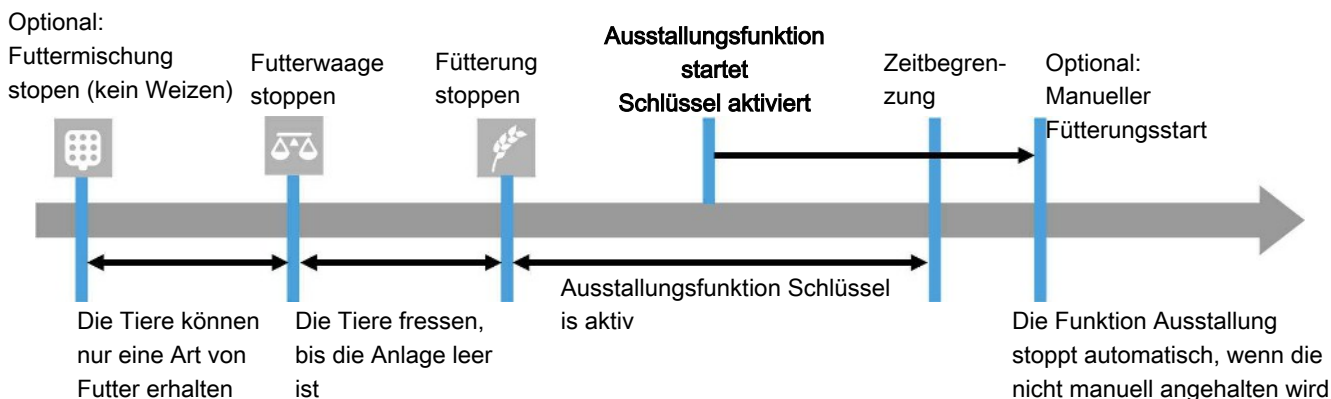 Optional:
Futtermischung
stopen (kein Weizen)
Futterwaage
stoppen
Fütterung
stoppen
Ausstallungsfunktion
startet
Schlüssel aktiviert
Zeitbegren-
zung
Optional:
Manueller
Fütterungsstart
Die Tiere können
nur eine Art von
Futter erhalten
Die Tiere fressen,
bis die Anlage leer
ist
Ausstallungsfunktion Schlüssel
is aktiv
Die Funktion Ausstallung
stoppt automatisch, wenn die
nicht manuell angehalten wird